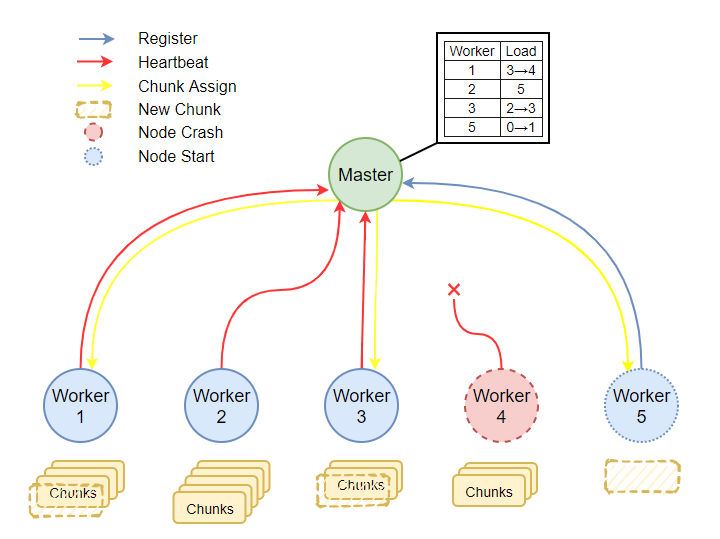 Register
Heartbeat
Chunk Assign
New Chunk
Node Crash
Node Start
Worker Load
1 3→4
2 5
3 2→3
5 0→1
Master
Worker
1
Worker
2
Worker
3
Worker
4
Worker
5
Chunks
Chunks
Chunks
Chunks